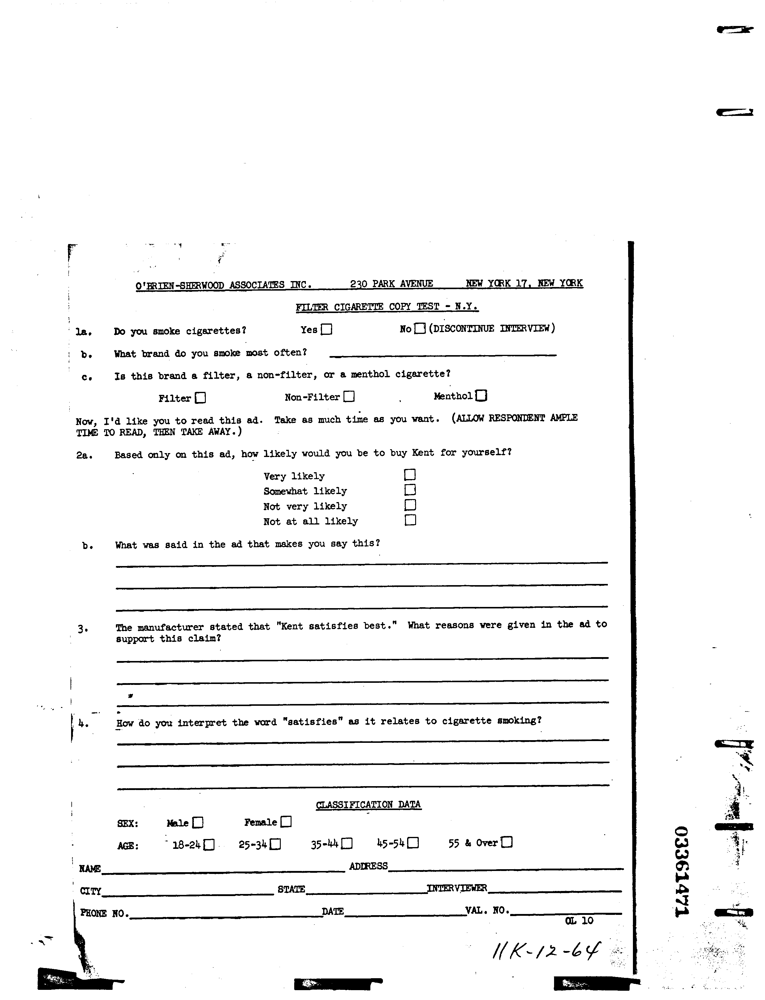 O'BRIEN-SHERWOOD ASSOCIATES INC. 230 PARK AVENUE NEW YORK 17, NEW YORK
FILTER CIGARETTE COPY TEST - N.Y.
1a. Do you smoke cigarettes? Yes No (DISCONTINUE INTERVIEW)
b. What brand do you smoke most often?
c. Is this brand a filter, a non-filter, or a menthol cigarette?
Filter Non-Filter Menthol
Now, I'd like you to read this ad. Take as much time as you want. (ALLOW RESPONDENT AMPLE
TIME TO READ, THEN TAKE AWAY.)
2a. Based only on this ad, how likely would you be to buy Kent for yourself?
Very likely
Somewhat likely
Not very likely
Not at all likely
b. What was said in the ad that makes you say this?
3. The manufacturer stated that "Kent satisfies best." What reasons were given in the ad to
support this claim?
4. How do you interpret the word "satisfies" as it relates to cigarette smoking?
CLASSIFICATION DATA
SEX: Male Female
AGE: 18-24 25-34 35-44 45-54 55 & Over
NAME ADDRESS
CITY STATE INTERVIEWER
PHONE NO. DATE VAL. NO.
OL 10
11K-12-64
03361471